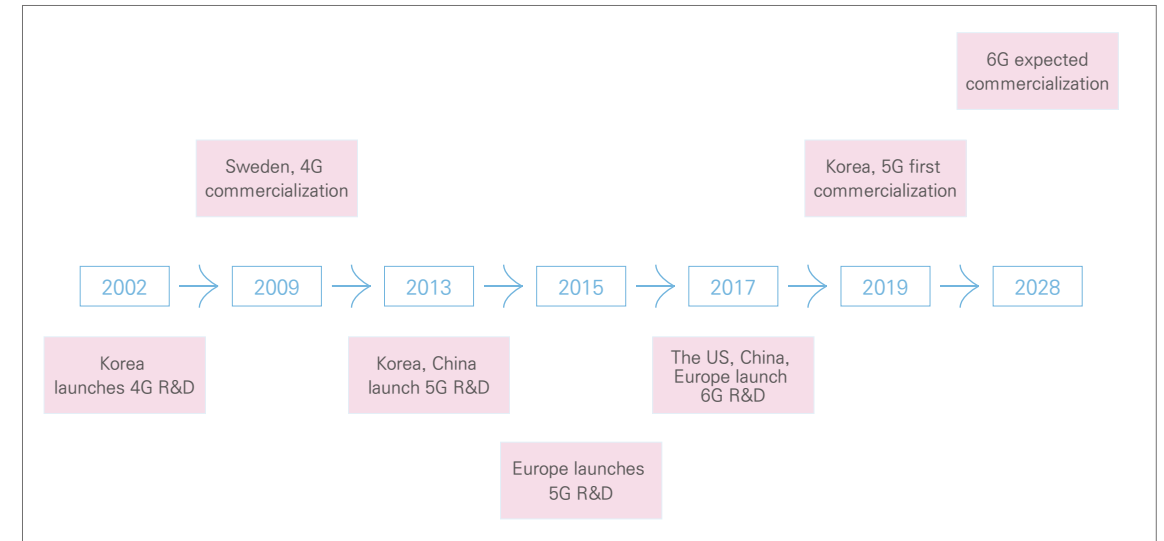 6G expected
commercialization
Sweden, 4G
commercialization
Korea, 5G first
commercialization
2002
2009
2013
2015
2017
2019
2028
Korea
launches 4G R&D
Korea, China
launch 5G R&D
The US, China,
Europe launch
6G R&D
Europe launches
5G R&D